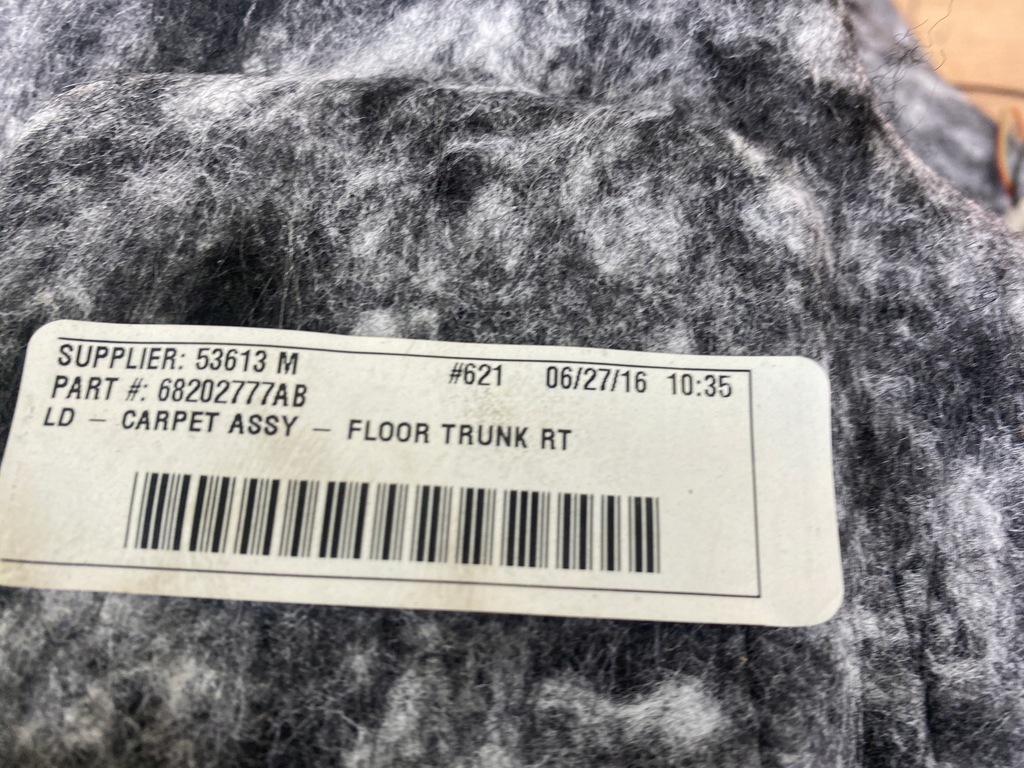 SUPPLIER: 53613 M #621 06/27/16 10:35
PART #: 68202777AB
LD – CARPET ASSY – FLOOR TRUNK RT